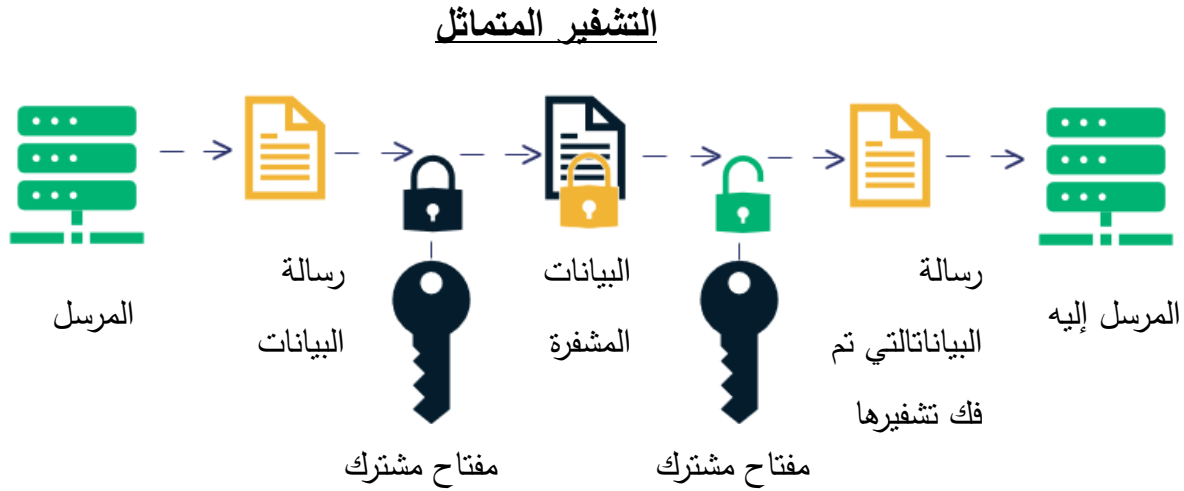 التشفير المتماثل
المرسل
رسالة
البيانات
مفتاح مشترك
البيانات
المشفرة
مفتاح مشترك
رسالة
البياناتالتي تم
فك تشفيرها
المرسل إليه